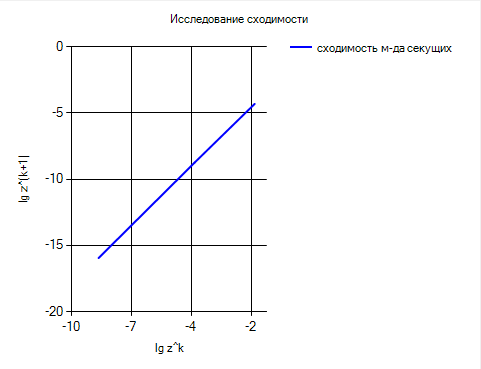 Исследование сходимости
сходимость м-да секущих
0
-5
-10
-15
-20
lg z^(k+1)
-10 -7 -4 -2
lg z^k